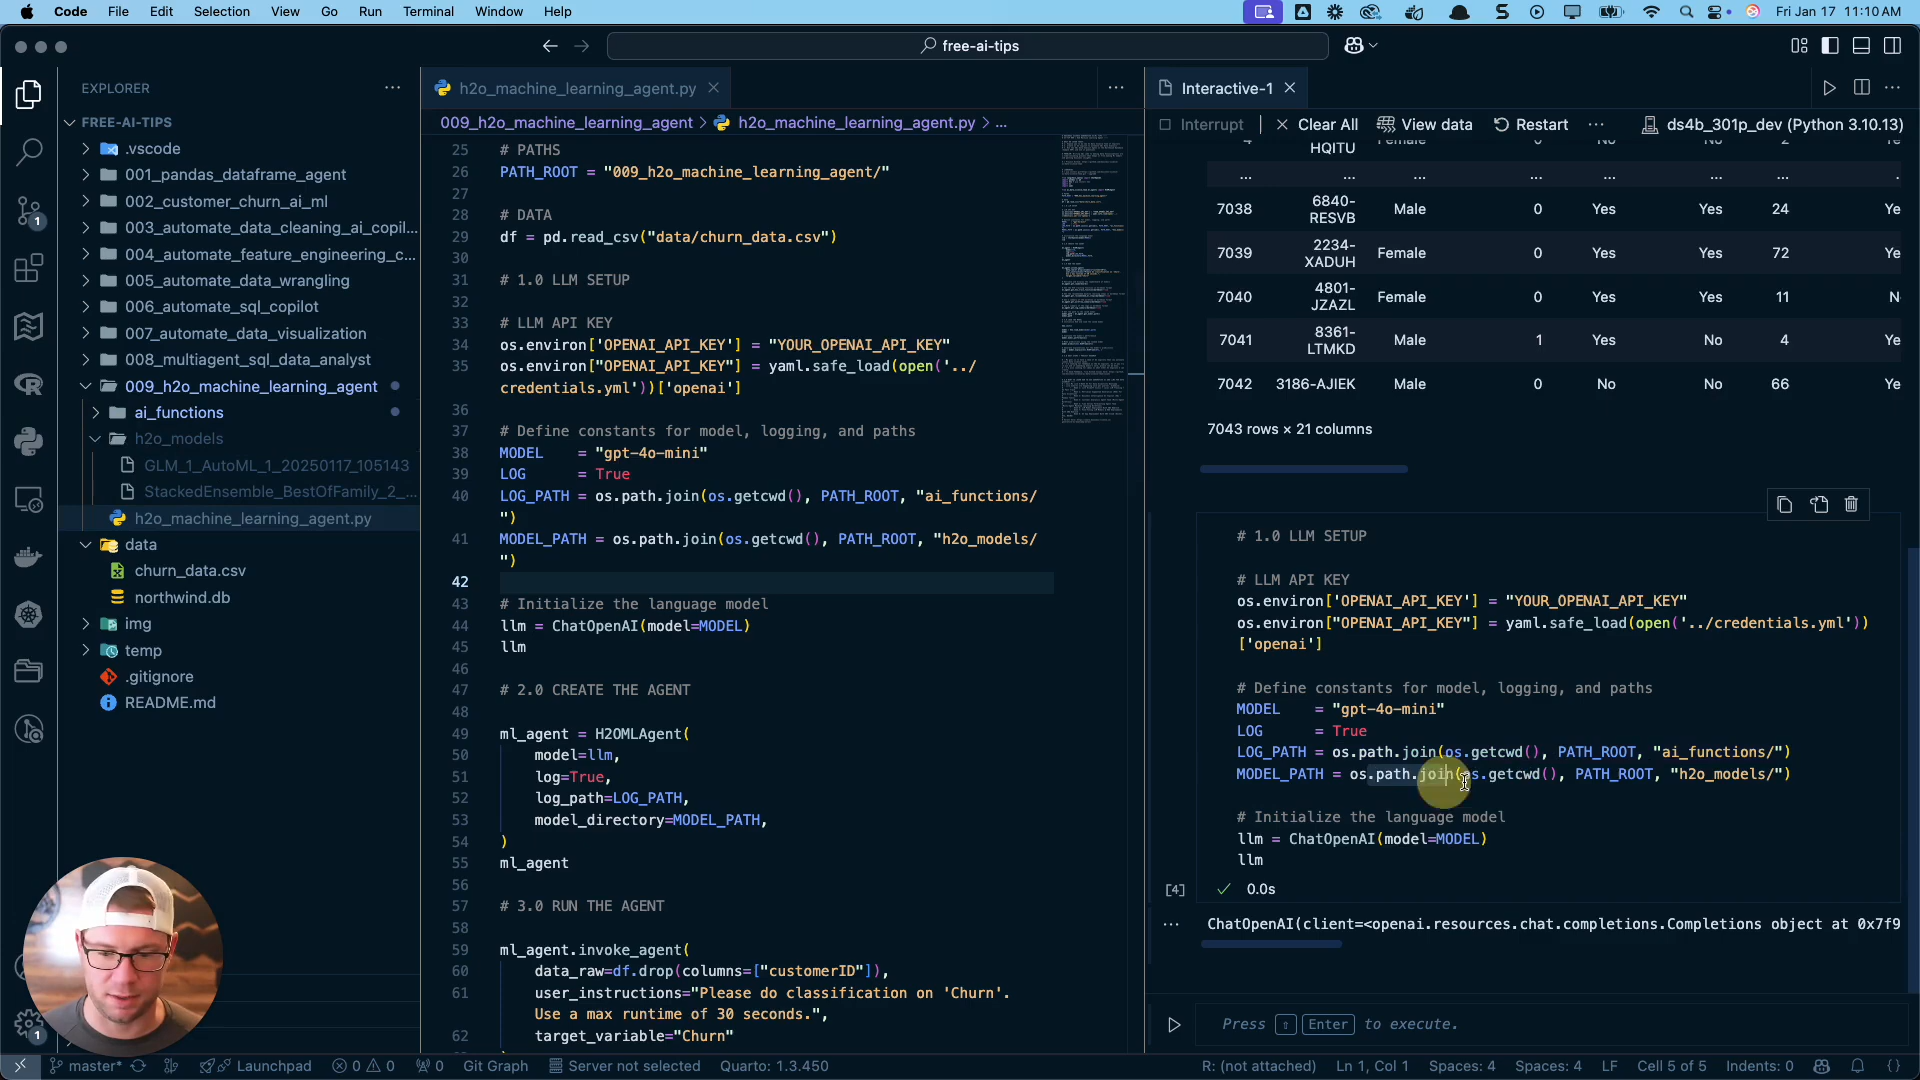 Code File Edit Selection View Go Run Terminal Window Help
Fri Jan 17 11:10 AM
free-ai-tips
EXPLORER
FREE-AI-TIPS
.vscode
001_pandas_dataframe_agent
002_customer_churn_ai_ml
003_automate_data_cleaning_ai_copil...
004_automate_feature_engineering_c...
005_automate_data_wrangling
006_automate_sql_copilot
007_automate_data_visualization
008_multiagent_sql_data_analyst
009_h2o_machine_learning_agent
ai_functions
h2o_models
GLM_1_AutoML_1_20250117_105143
StackedEnsemble_BestOfFamily_2_...
h2o_machine_learning_agent.py
data
churn_data.csv
northwind.db
img
temp
.gitignore
README.md
1
1
h2o_machine_learning_agent.py
009_h2o_machine_learning_agent > h2o_machine_learning_agent.py > ...
25 # PATHS
26 PATH_ROOT = "009_h2o_machine_learning_agent/"
27
28 # DATA
29 df = pd.read_csv("data/churn_data.csv")
30
31 # 1.0 LLM SETUP
32
33 # LLM API KEY
34 os.environ['OPENAI_API_KEY'] = "YOUR_OPENAI_API_KEY"
35 os.environ["OPENAI_API_KEY"] = yaml.safe_load(open('../
credentials.yml'))['openai']
36
37 # Define constants for model, logging, and paths
38 MODEL    = "gpt-4o-mini"
39 LOG      = True
40 LOG_PATH = os.path.join(os.getcwd(), PATH_ROOT, "ai_functions/
")
41 MODEL_PATH = os.path.join(os.getcwd(), PATH_ROOT, "h2o_models/
")
42
43 # Initialize the language model
44 llm = ChatOpenAI(model=MODEL)
45 llm
46
47 # 2.0 CREATE THE AGENT
48
49 ml_agent = H2OMLAgent(
50     model=llm,
51     log=True,
52     log_path=LOG_PATH,
53     model_directory=MODEL_PATH,
54 )
55 ml_agent
56
57 # 3.0 RUN THE AGENT
58
59 ml_agent.invoke_agent(
60     data_raw=df.drop(columns=["customerID"]),
61     user_instructions="Please do classification on 'Churn'.
Use a max runtime of 30 seconds.",
62     target_variable="Churn"
Interactive-1
Interrupt | Clear All View data Restart ... ds4b_301p_dev (Python 3.10.13)
HQITU
... ... ... ... ... ... ...
7038 6840-RESVB Male 0 Yes Yes 24 Ye
7039 2234-XADUH Female 0 Yes Yes 72 Ye
7040 4801-JZAZL Female 0 Yes Yes 11 N
7041 8361-LTMKD Male 1 Yes No 4 Ye
7042 3186-AJIEK Male 0 No No 66 Ye
7043 rows × 21 columns
# 1.0 LLM SETUP
# LLM API KEY
os.environ['OPENAI_API_KEY'] = "YOUR_OPENAI_API_KEY"
os.environ["OPENAI_API_KEY"] = yaml.safe_load(open('../credentials.yml'))
['openai']
# Define constants for model, logging, and paths
MODEL    = "gpt-4o-mini"
LOG      = True
LOG_PATH = os.path.join(os.getcwd(), PATH_ROOT, "ai_functions/")
MODEL_PATH = os.path.join(os.getcwd(), PATH_ROOT, "h2o_models/")
# Initialize the language model
llm = ChatOpenAI(model=MODEL)
llm
[4] 0.0s
... ChatOpenAI(client=<openai.resources.chat.completions.Completions object at 0x7f9
Press Enter to execute.
master* Launchpad 0 0 0 Git Graph Server not selected Quarto: 1.3.450
R: (not attached) Ln 1, Col 1 Spaces: 4 Spaces: 4 LF Cell 5 of 5 Indents: 0